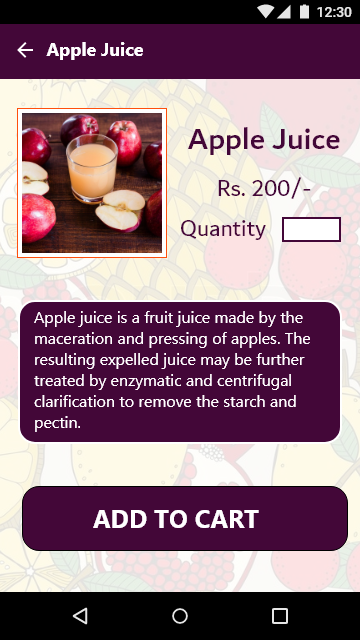 12:30
Apple Juice
Apple Juice
Rs. 200/-
Quantity
Apple juice is a fruit juice made by the
maceration and pressing of apples. The
resulting expelled juice may be further
treated by enzymatic and centrifugal
clarification to remove the starch and
pectin.
ADD TO CART